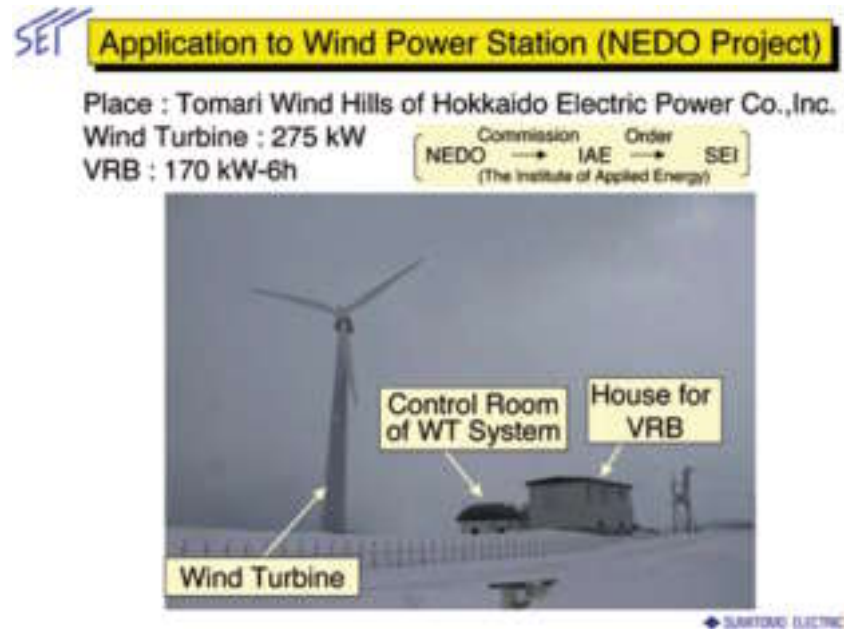 SEI
Application to Wind Power Station (NEDO Project)
Place : Tomari Wind Hills of Hokkaido Electric Power Co.,Inc.
Wind Turbine : 275 kW
VRB : 170 kW-6h
Commission Order
NEDO → IAE → SEI
(The Institute of Applied Energy)
Control Room
of WT System
House for
VRB
Wind Turbine
SUMITOMO ELECTRIC